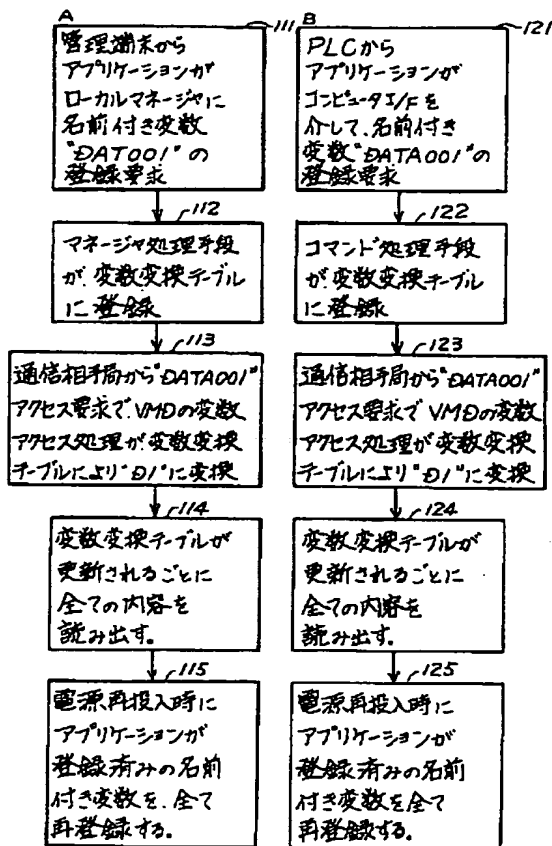 A
111
管理端末から
アプリケーションが
ローカルマネージャに
名前付き変数
"DAT001"の
登録要求
112
マネージャ処理手段
が、変数変換テーブル
に登録
113
通信相手局から"DATA001"
アクセス要求で、VMDの変数
アクセス処理が、変数変換
テーブルにより"D1"に変換
114
変数変換テーブルが
更新されるごとに
全ての内容を
読み出す。
115
電源再投入時に
アプリケーションが
登録済みの名前
付き変数を、全て
再登録する。
B
121
PLCから
アプリケーションが
コンピュータI/Fを
介して、名前付き
変数"DATA001"の
登録要求
122
コマンド処理手段
が、変数変換テーブル
に登録
123
通信相手局から"DATA001"
アクセス要求でVMDの変数
アクセス処理が、変数変換
テーブルにより"D1"に変換
124
変数変換テーブルが
更新されるごとに
全ての内容を
読み出す。
125
電源再投入時に
アプリケーションが
登録済みの名前
付き変数を全て
再登録する。